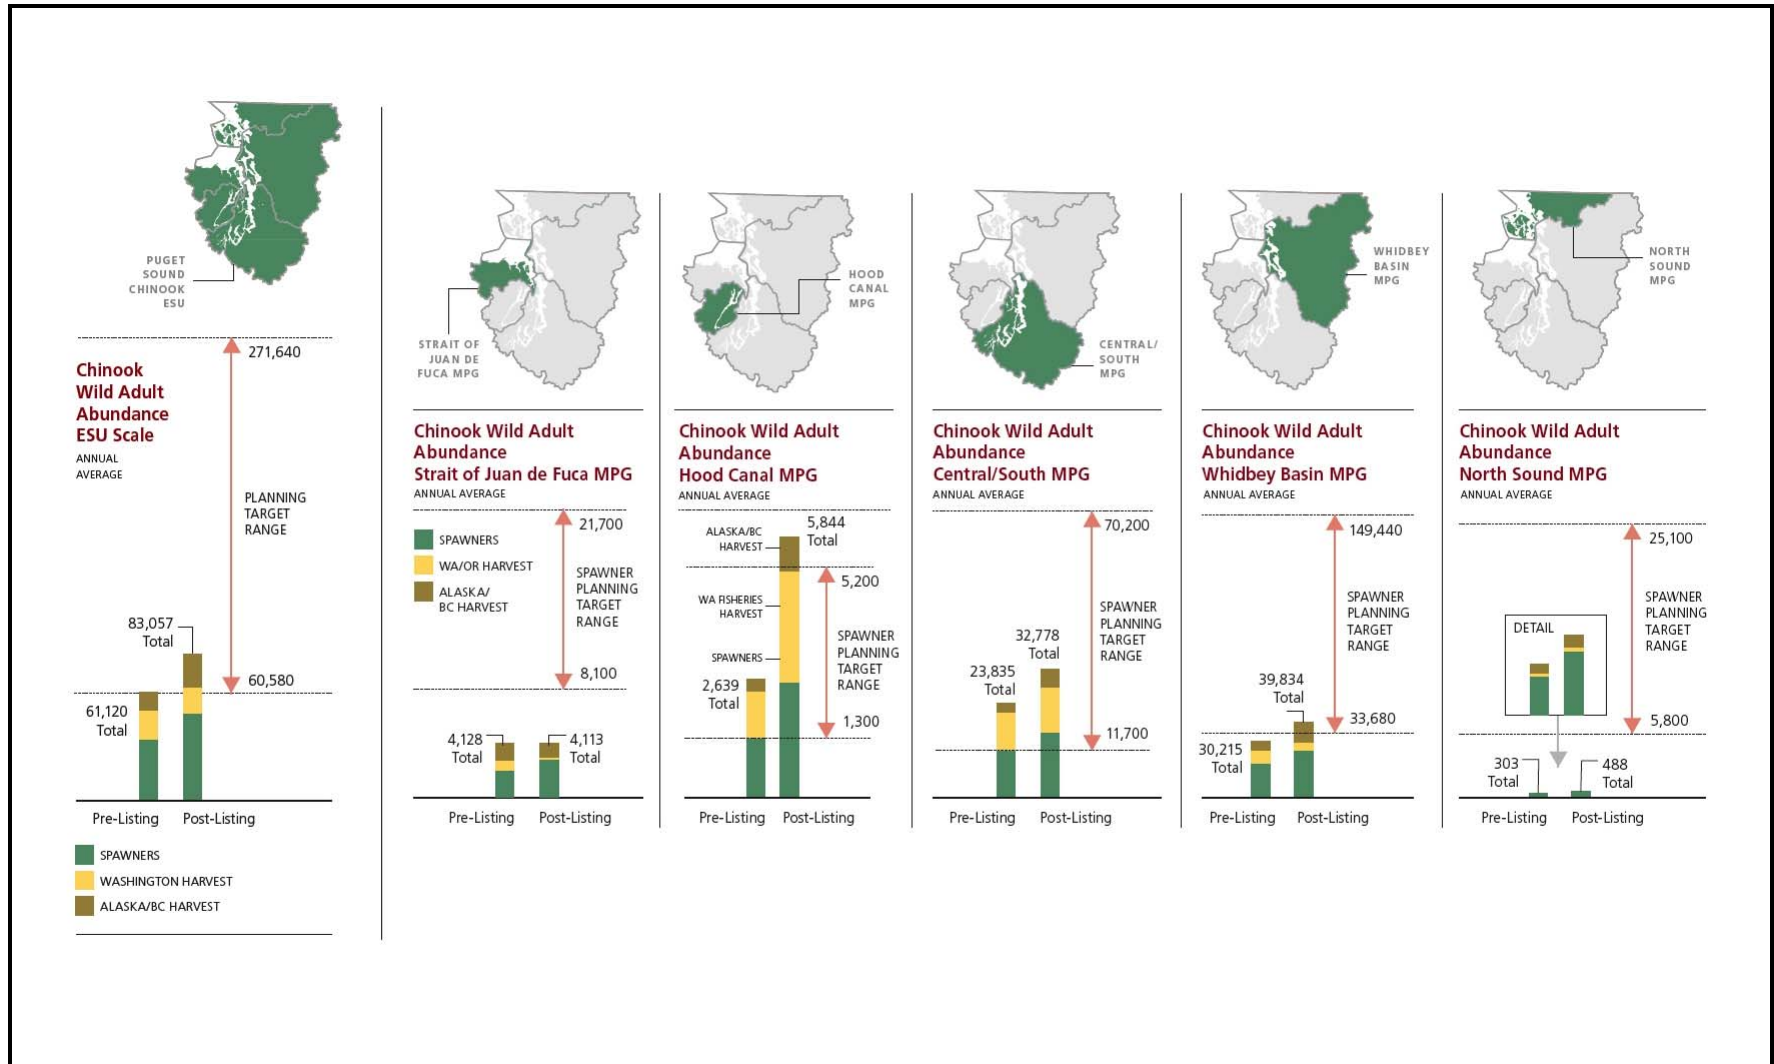 PUGET
SOUND
CHINOOK
ESU
271,640
Chinook
Wild Adult
Abundance
ESU Scale
ANNUAL
AVERAGE
PLANNING
TARGET
RANGE
83,057
Total
60,580
61,120
Total
Pre-Listing
Post-Listing
SPAWNERS
WASHINGTON HARVEST
ALASKA/BC HARVEST
STRAIT OF
JUAN DE
FUCA MPG
Chinook Wild Adult
Abundance
Strait of Juan de Fuca MPG
ANNUAL AVERAGE
21,700
SPAWNERS
WA/OR HARVEST
ALASKA/
BC HARVEST
SPAWNER
PLANNING
TARGET
RANGE
8,100
4,128
Total
4,113
Total
Pre-Listing
Post-Listing
HOOD
CANAL
MPG
Chinook Wild Adult
Abundance
Hood Canal MPG
ANNUAL AVERAGE
ALASKA/BC
HARVEST
5,844
Total
5,200
WA FISHERIES
HARVEST
SPAWNERS
SPAWNER
PLANNING
TARGET
RANGE
2,639
Total
1,300
Pre-Listing
Post-Listing
CENTRAL/
SOUTH
MPG
Chinook Wild Adult
Abundance
Central/South MPG
ANNUAL AVERAGE
70,200
SPAWNER
PLANNING
TARGET
RANGE
32,778
Total
23,835
Total
11,700
Pre-Listing
Post-Listing
WHIDBEY
BASIN
MPG
Chinook Wild Adult
Abundance
Whidbey Basin MPG
ANNUAL AVERAGE
149,440
SPAWNER
PLANNING
TARGET
RANGE
39,834
Total
33,680
30,215
Total
Pre-Listing
Post-Listing
NORTH
SOUND
MPG
Chinook Wild Adult
Abundance
North Sound MPG
ANNUAL AVERAGE
25,100
SPAWNER
PLANNING
TARGET
RANGE
DETAIL
5,800
303
Total
488
Total
Pre-Listing
Post-Listing